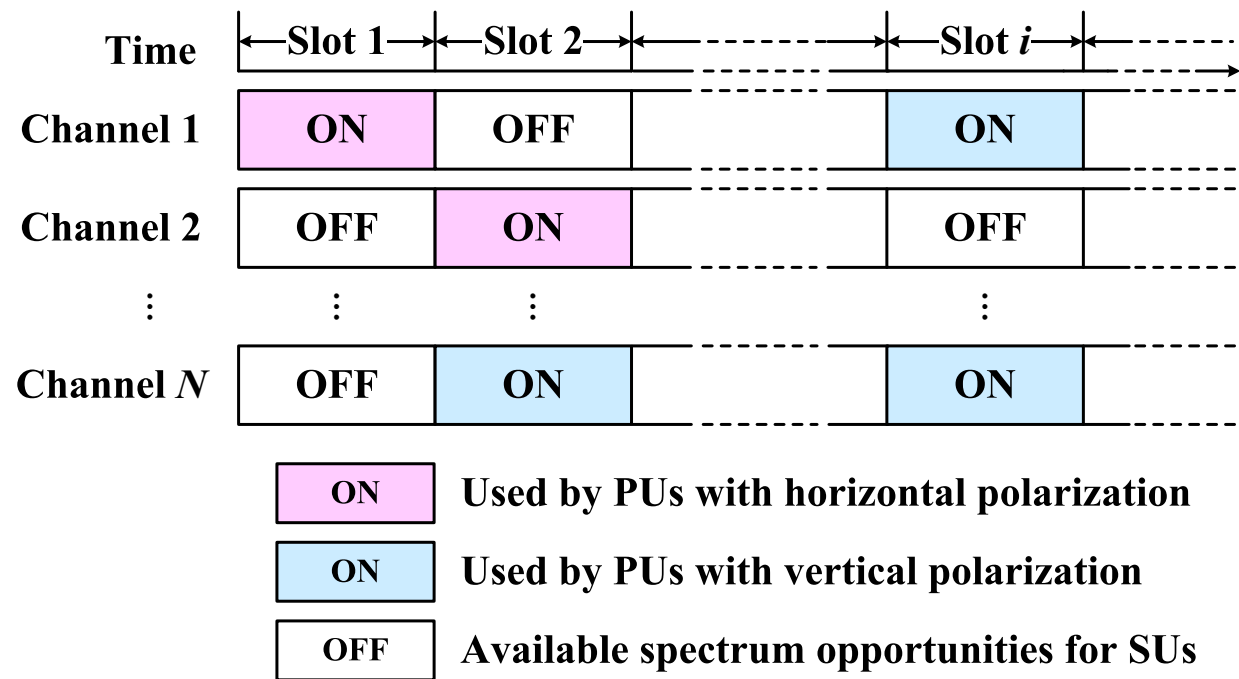 Time Slot 1 Slot 2 Slot i
Channel 1 ON OFF ON
Channel 2 OFF ON OFF
⋮ ⋮ ⋮ ⋮
Channel N OFF ON ON
ON Used by PUs with horizontal polarization
ON Used by PUs with vertical polarization
OFF Available spectrum opportunities for SUs